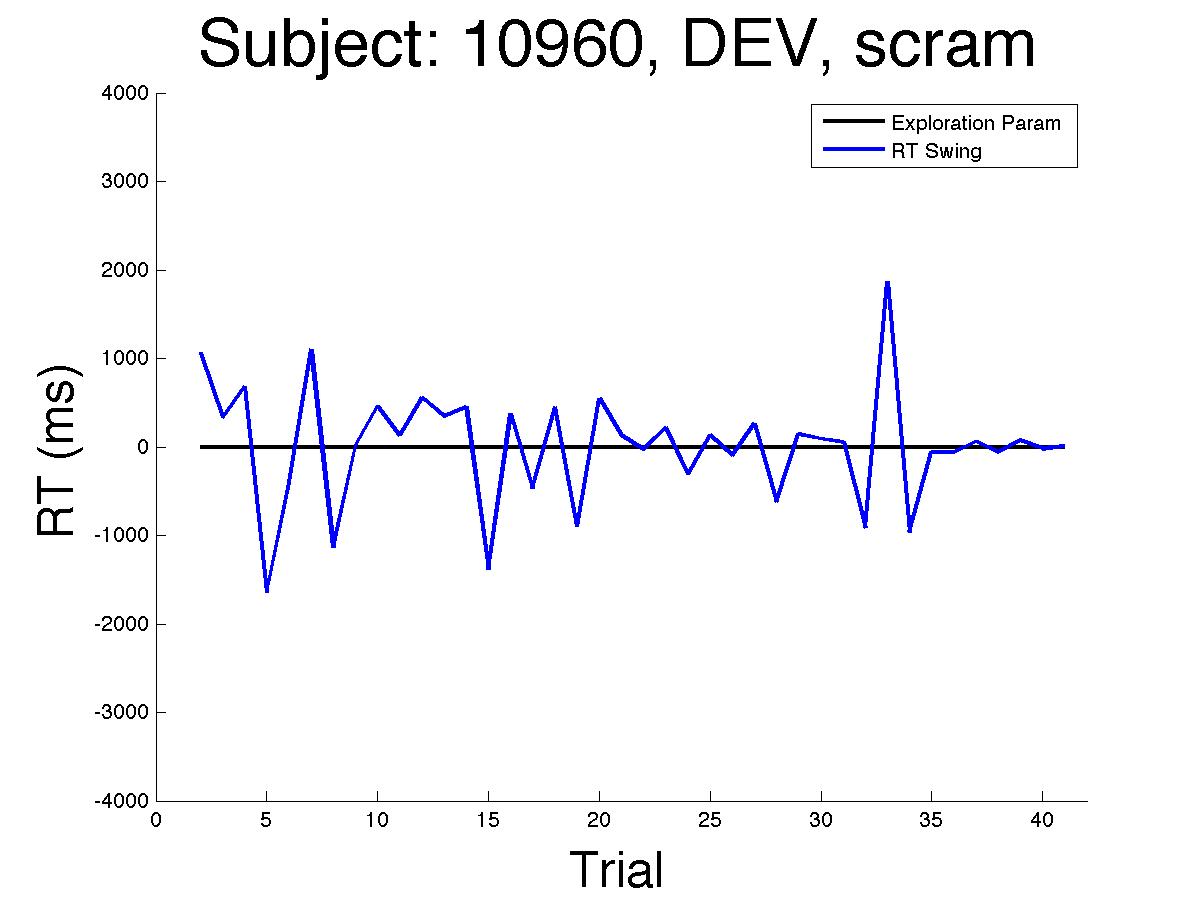 Subject: 10960, DEV, scram
Exploration Param
RT Swing
4000
3000
2000
1000
0
-1000
-2000
-3000
-4000
RT (ms)
0 5 10 15 20 25 30 35 40
Trial